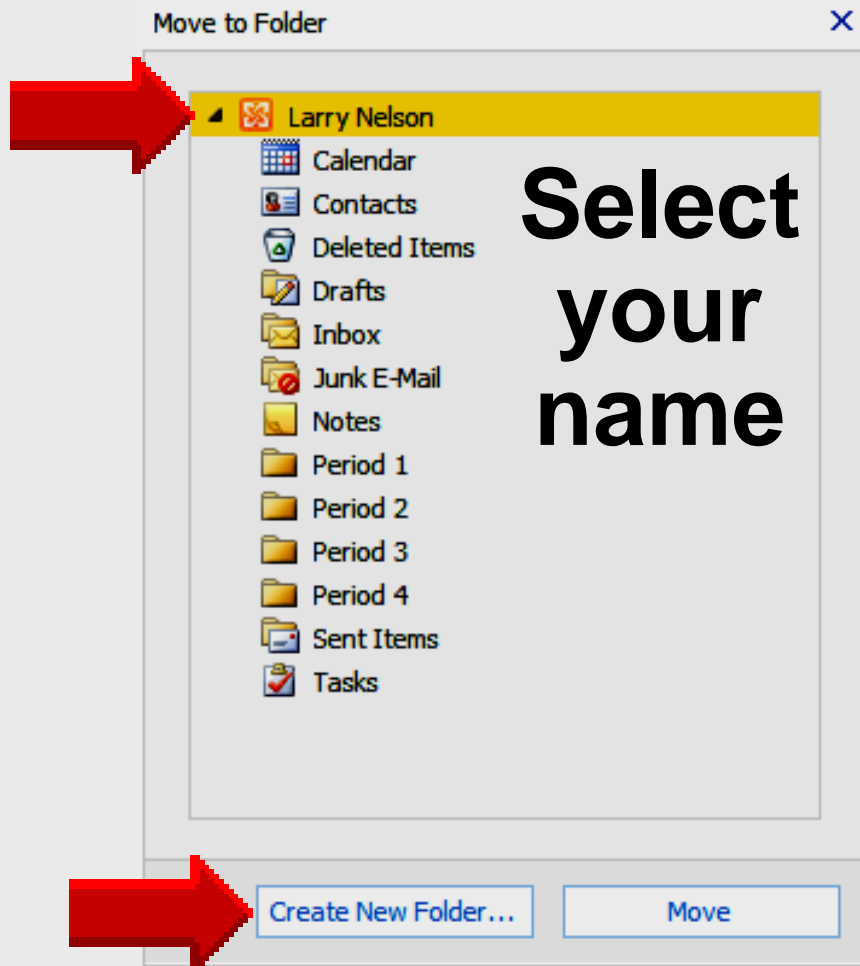 Move to Folder
Larry Nelson
Calendar
Contacts
Deleted Items
Drafts
Inbox
Junk E-Mail
Notes
Period 1
Period 2
Period 3
Period 4
Sent Items
Tasks
Select
your
name
Create New Folder... Move